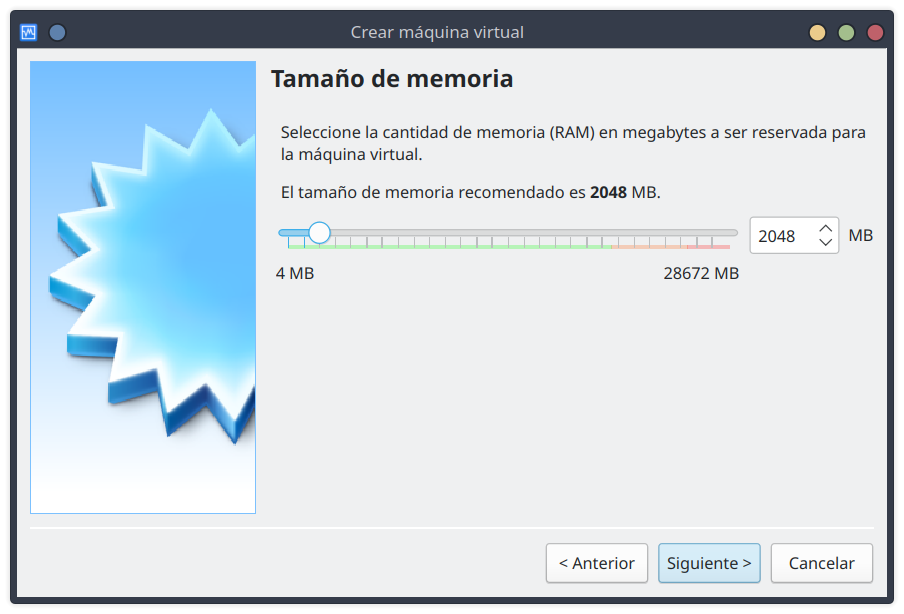 Crear máquina virtual
Tamaño de memoria
Seleccione la cantidad de memoria (RAM) en megabytes a ser reservada para
la máquina virtual.
El tamaño de memoria recomendado es 2048 MB.
2048 MB
4 MB 28672 MB
< Anterior Siguiente > Cancelar